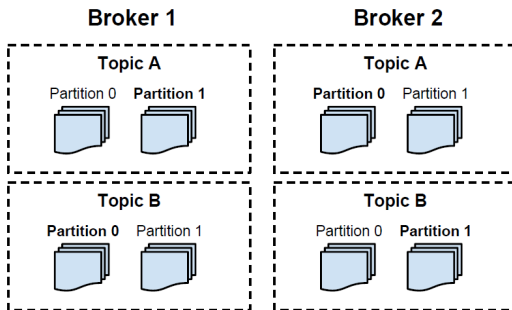 Broker 1 Broker 2
Topic A Topic A
Partition 0 Partition 1 Partition 0 Partition 1
Topic B Topic B
Partition 0 Partition 1 Partition 0 Partition 1